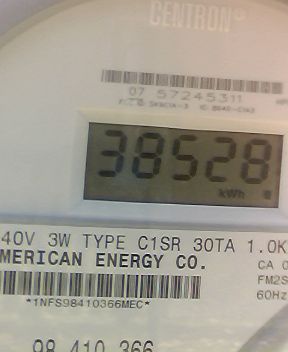 CENTRON®
07 57245311
38528
kWh
40V 3W TYPE C1SR 30TA 1.0K
MERICAN ENERGY CO.
CA 0
FM2S
60Hz
*1NFS98410366MEC*
98 410 366